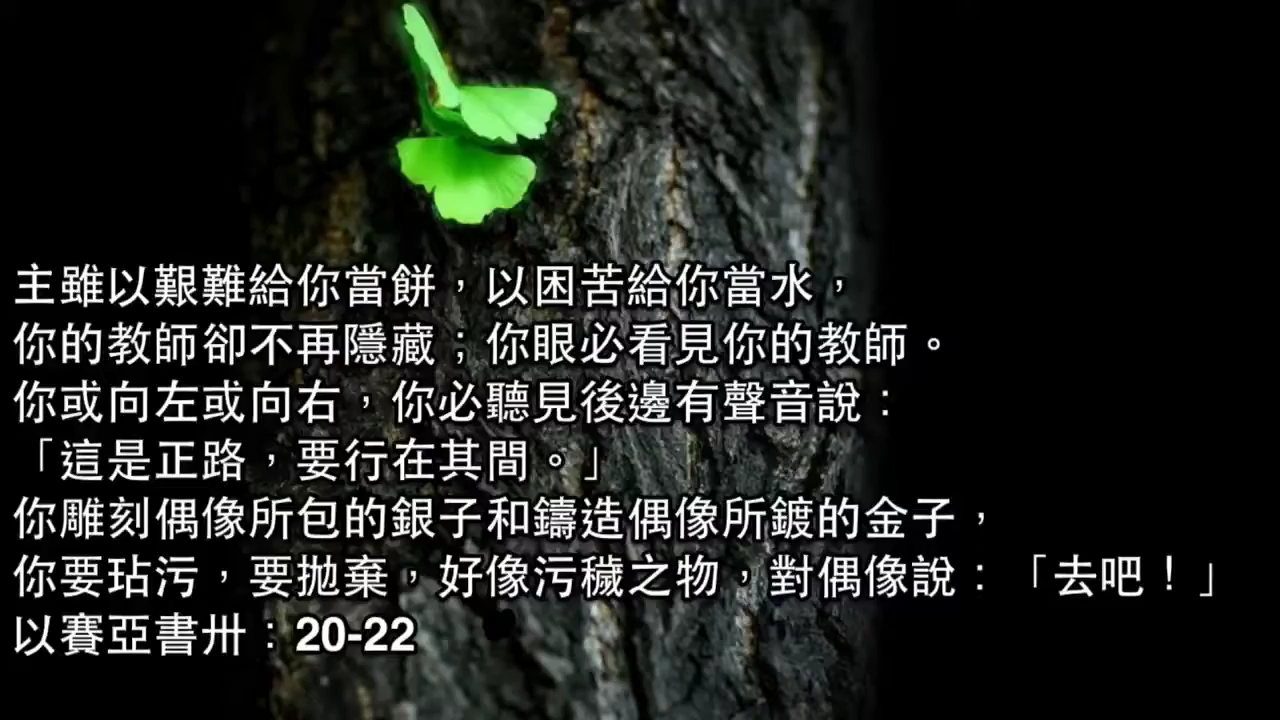 主雖以艱難給你當餅，以困苦給你當水，
你的教師卻不再隱藏；你眼必看見你的教師。
你或向左或向右，你必聽見後邊有聲音說：
「這是正路，要行在其間。」
你雕刻偶像所包的銀子和鑄造偶像所鍍的金子，
你要玷污，要拋棄，好像污穢之物，對偶像說：「去吧！」
以賽亞書卅：20-22